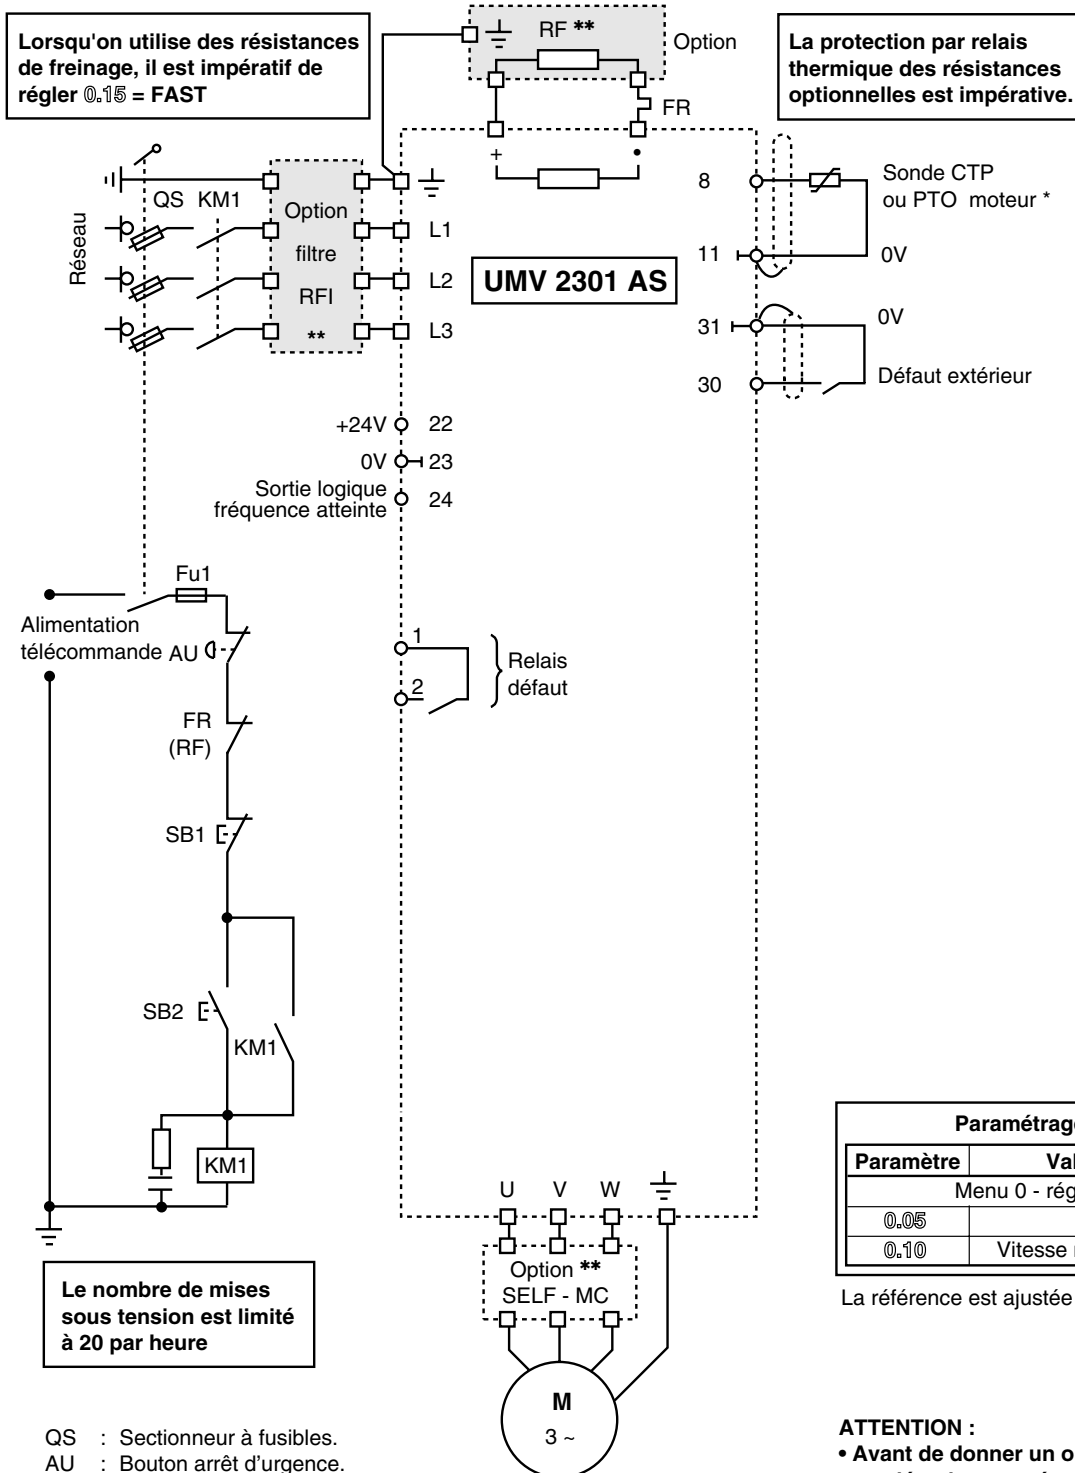 Lorsqu'on utilise des résistances
de freinage, il est impératif de
régler 0.15 = FAST
RF **
Option
La protection par relais
thermique des résistances
optionnelles est impérative.
FR
+
•
QS KM1
Réseau
Option
filtre
RFI
**
L1
L2
L3
UMV 2301 AS
8
Sonde CTP
ou PTO moteur *
11
0V
31
0V
30
Défaut extérieur
+24V 22
0V 23
Sortie logique
fréquence atteinte
24
Fu1
Alimentation
télécommande
AU
1
2
Relais
défaut
FR
(RF)
SB1
SB2
KM1
KM1
U V W
Option **
SELF - MC
M
3 ~
Le nombre de mises
sous tension est limité
à 20 par heure
Paramètre
Menu 0 - rég
0.05
0.10 Vitesse
La référence est ajustée
QS : Sectionneur à fusibles.
AU : Bouton arrêt d'urgence.
ATTENTION :
• Avant de donner un o